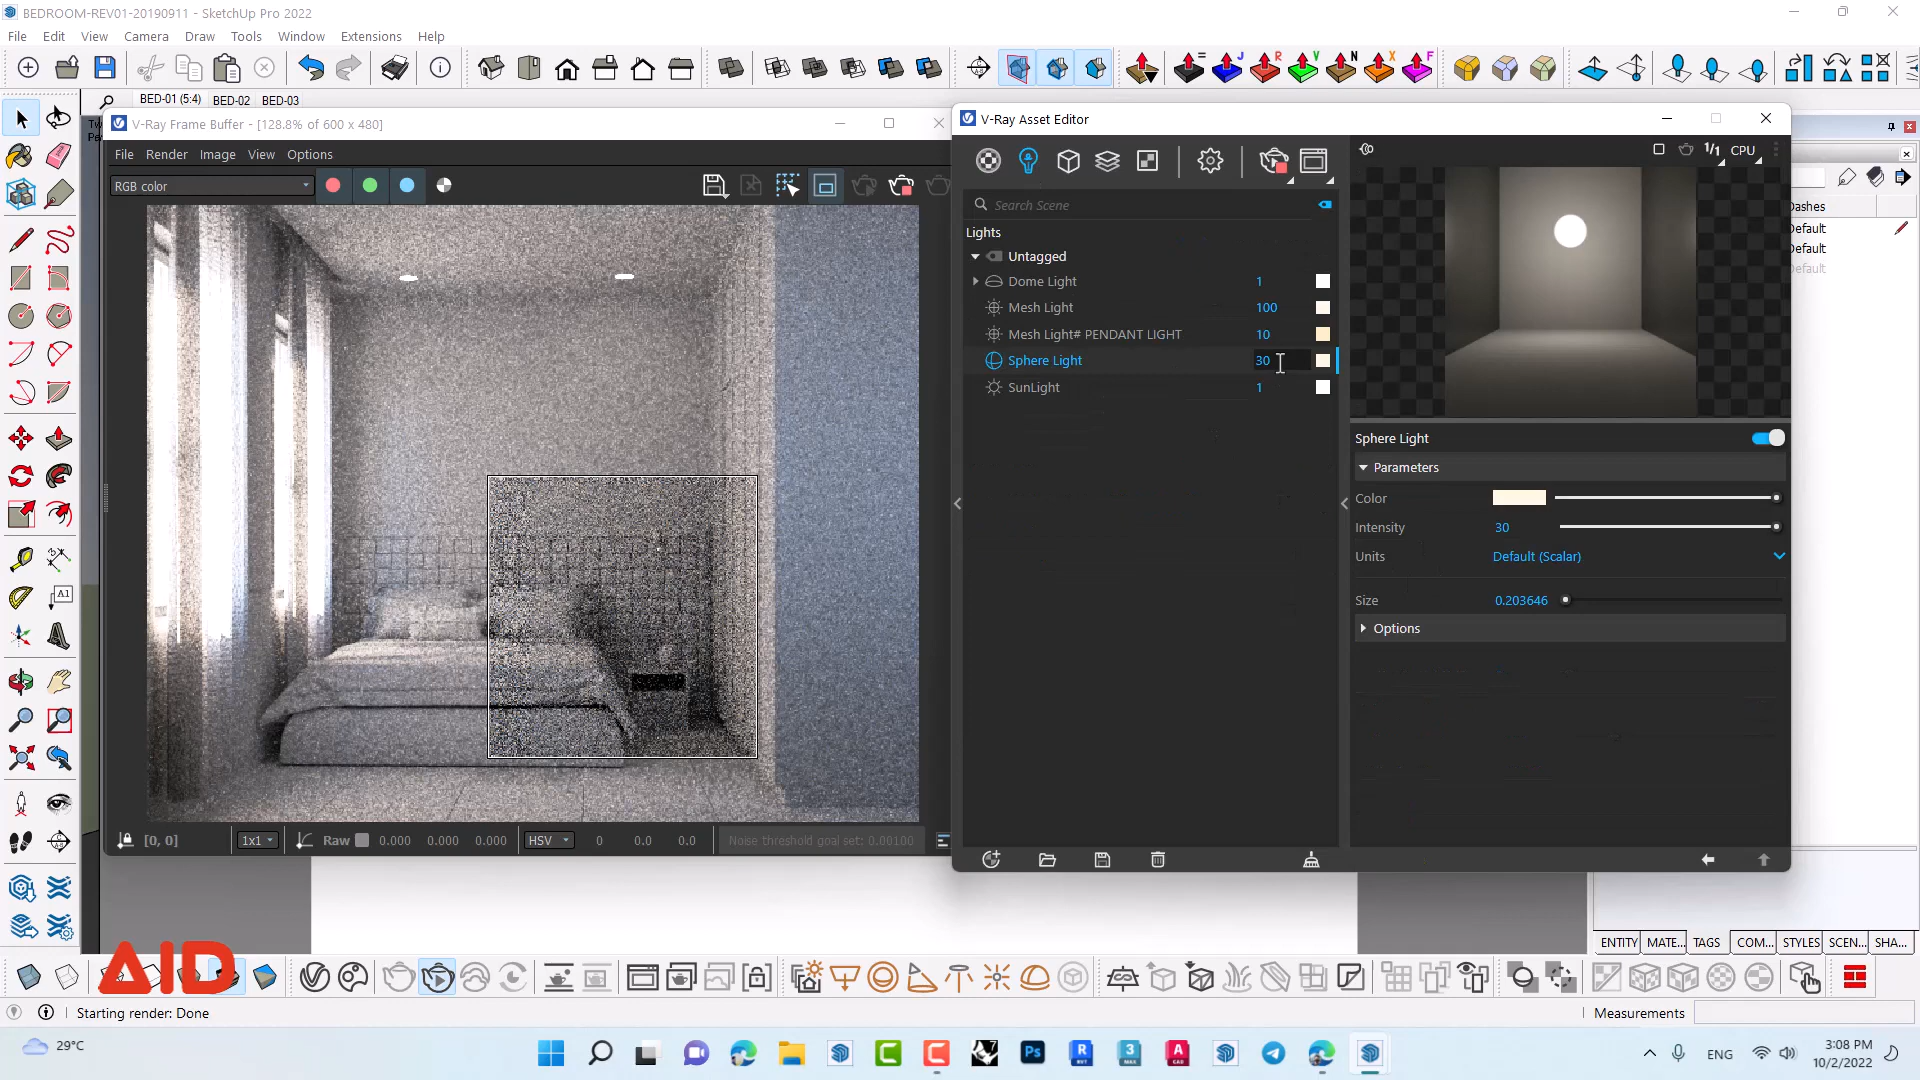 BEDROOM-REV01-20190911 - SketchUp Pro 2022
File Edit View Camera Draw Tools Window Extensions Help
BED-01 (5:4) BED-02 BED-03
V-Ray Frame Buffer - [128.8% of 600 x 480]
File Render Image View Options
RGB color
V-Ray Asset Editor
1/1 CPU
Search Scene
Lights
Untagged
Dome Light 1
Mesh Light 100
Mesh Light# PENDANT LIGHT 10
Sphere Light 30
SunLight 1
Sphere Light
Parameters
Color
Intensity 30
Units Default (Scalar)
Size 0.203646
Options
Dashes
Default
Default
Default
[0, 0] 1x1 Raw 0.000 0.000 0.000 HSV 0 0.0 0.0 Noise threshold goal set: 0.00100
ENTITY MATE... TAGS COM... STYLES SCEN... SHA...
AID
Starting render: Done
Measurements
29°C
ENG
3:08 PM
10/2/2022